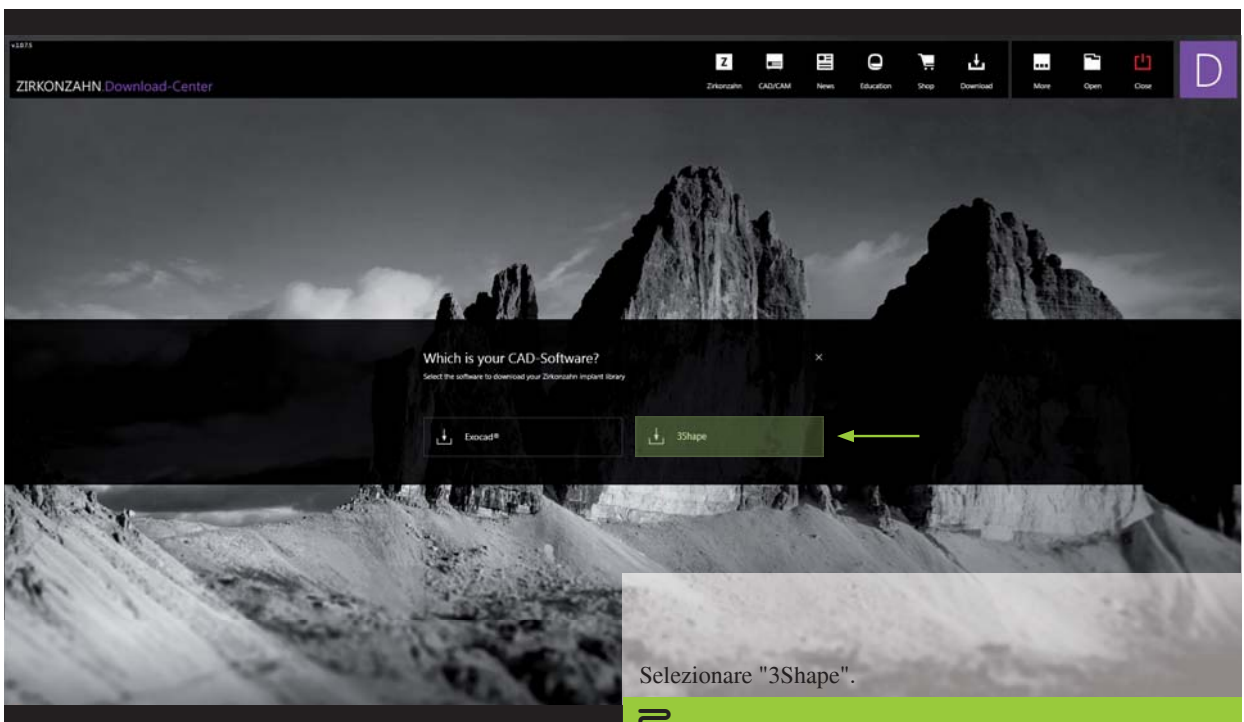 v.1.0.7.5
ZIRKONZAHN.Download-Center
Z
Zirkonzahn CAD/CAM News Education Shop Download More Open Close
D
Which is your CAD-Software?
Select the software to download your Zirkonzahn implant library
Exocad® 3Shape
Selezionare "3Shape".